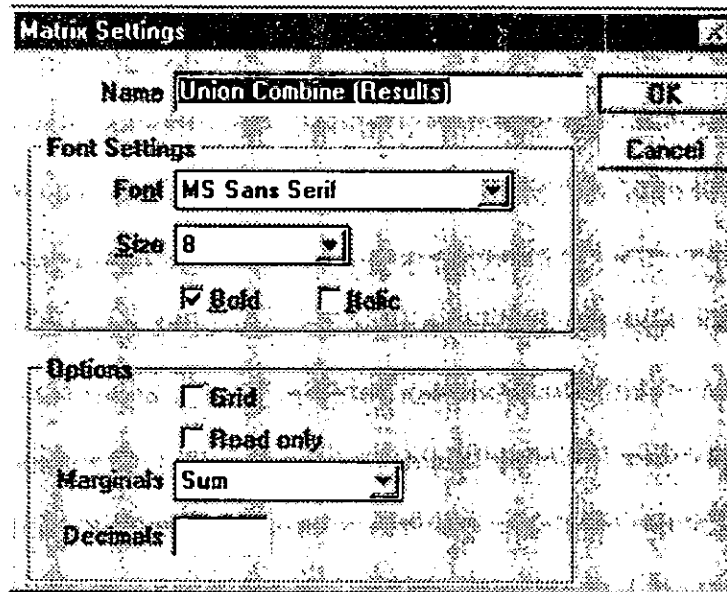 Matrix Settings
Name Union Combine (Results) OK
Font Settings Cancel
Font MS Sans Serif
Size 8
Bold Italic
Options
Grid
Read only
Marginals Sum
Decimals